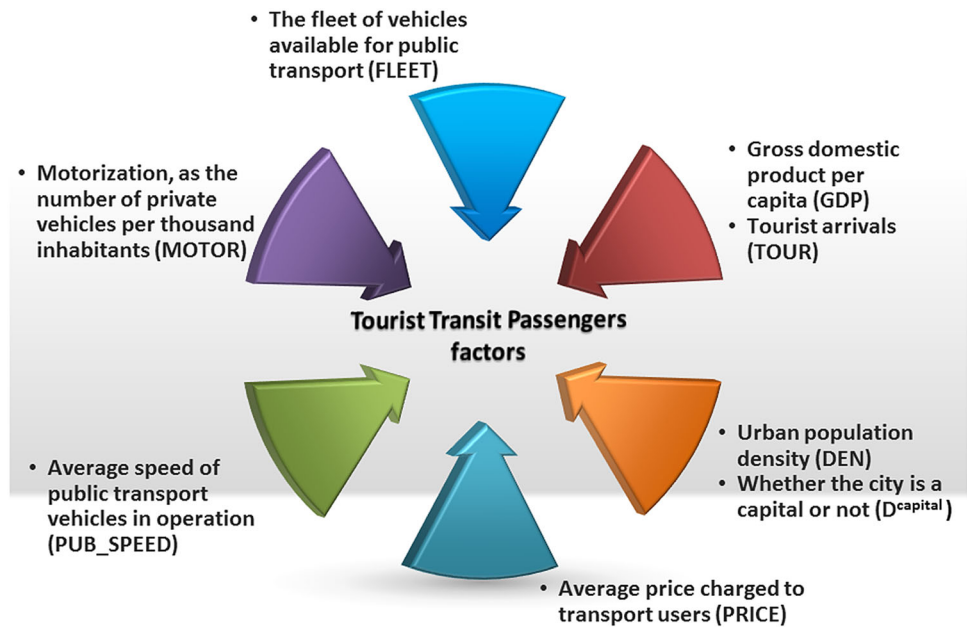 • The fleet of vehicles
available for public
transport (FLEET)
• Motorization, as the
number of private
vehicles per thousand
inhabitants (MOTOR)
• Gross domestic
product per
capita (GDP)
• Tourist arrivals
(TOUR)
Tourist Transit Passengers
factors
• Average speed of
public transport
vehicles in operation
(PUB_SPEED)
• Urban population
density (DEN)
• Whether the city is a
capital or not (Dᶜᵃᵖⁱᵗᵃˡ )
• Average price charged to
transport users (PRICE)